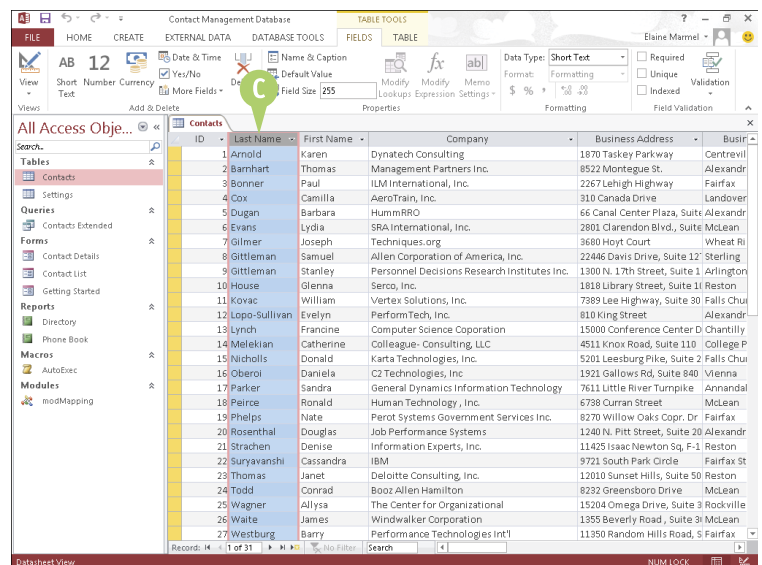 Contact Management Database TABLE TOOLS ?
FILE HOME CREATE EXTERNAL DATA DATABASE TOOLS FIELDS TABLE Elaine Marmel
View AB Short Text 12 Number Currency Date & Time Yes/No More Fields Name & Caption Default Value Field Size 255 Modify Lookups fx Modify Expression ab Memo Settings Data Type: Short Text Format: Formatting $ % Required Unique Indexed Validation
Views Add & Delete Properties Formatting Field Validation
C
All Access Obje...
Search...
Tables
Contacts
Settings
Queries
Contacts Extended
Forms
Contact Details
Contact List
Getting Started
Reports
Directory
Phone Book
Macros
AutoExec
Modules
modMapping
Contacts
ID Last Name First Name Company Business Address Busir
1 Arnold Karen Dynatech Consulting 1870 Taskey Parkway Centrevil
2 Barnhart Thomas Management Partners Inc. 8522 Montegue St. Alexandr
3 Bonner Paul ILM International, Inc. 2267 Lehigh Highway Fairfax
4 Cox Camilla AeroTrain, Inc. 310 Canada Drive Landover
5 Dugan Barbara HummRRO 66 Canal Center Plaza, Suite Alexandr
6 Evans Lydia SRA International, Inc. 2801 Clarendon Blvd., Suite McLean
7 Gilmer Joseph Techniques.org 3680 Hoyt Court Wheat Ri
8 Gittleman Samuel Allen Corporation of America, Inc. 22446 Davis Drive, Suite 12 Sterling
9 Gittleman Stanley Personnel Decisions Research Institutes Inc. 1300 N. 17th Street, Suite 1 Arlington
10 House Glenna Serco, Inc. 1818 Library Street, Suite 1 Reston
11 Kovac William Vertex Solutions, Inc. 7389 Lee Highway, Suite 30 Falls Chu
12 Lopo-Sullivan Evelyn PerformTech, Inc. 810 King Street Alexandr
13 Lynch Francine Computer Science Coporation 15000 Conference Center D Chantilly
14 Melekian Catherine Colleague- Consulting, LLC 4511 Knox Road, Suite 110 College P
15 Nicholls Donald Karta Technologies, Inc. 5201 Leesburg Pike, Suite 2 Falls Chu
16 Oberoi Daniela C2 Technologies, Inc 1921 Gallows Rd, Suite 840 Vienna
17 Parker Sandra General Dynamics Information Technology 7611 Little River Turnpike Annandal
18 Peirce Ronald Human Technology , Inc. 6738 Curran Street McLean
19 Phelps Nate Perot Systems Government Services Inc. 8270 Willow Oaks Copr. Dr Fairfax
20 Rosenthal Douglas Job Performance Systems 1240 N. Pitt Street, Suite 20 Alexandr
21 Strachen Denise Information Experts, Inc. 11425 Isaac Newton Sq, F-1 Reston
22 Suryavanshi Cassandra IBM 9721 South Park Circle Fairfax St
23 Thomas Janet Deloitte Consulting, Inc. 12010 Sunset Hills, Suite 50 Reston
24 Todd Conrad Booz Allen Hamilton 8232 Greensboro Drive McLean
25 Wagner Allysa The Center for Organizational 15204 Omega Drive, Suite 3 Rockville
26 Waite James Windwalker Corporation 1355 Beverly Road , Suite 3 McLean
27 Westburg Barry Performance Technologies Int'l 11350 Random Hills Road, S Fairfax
Record: 1 of 31 No Filter Search
Datasheet View NUM LOCK